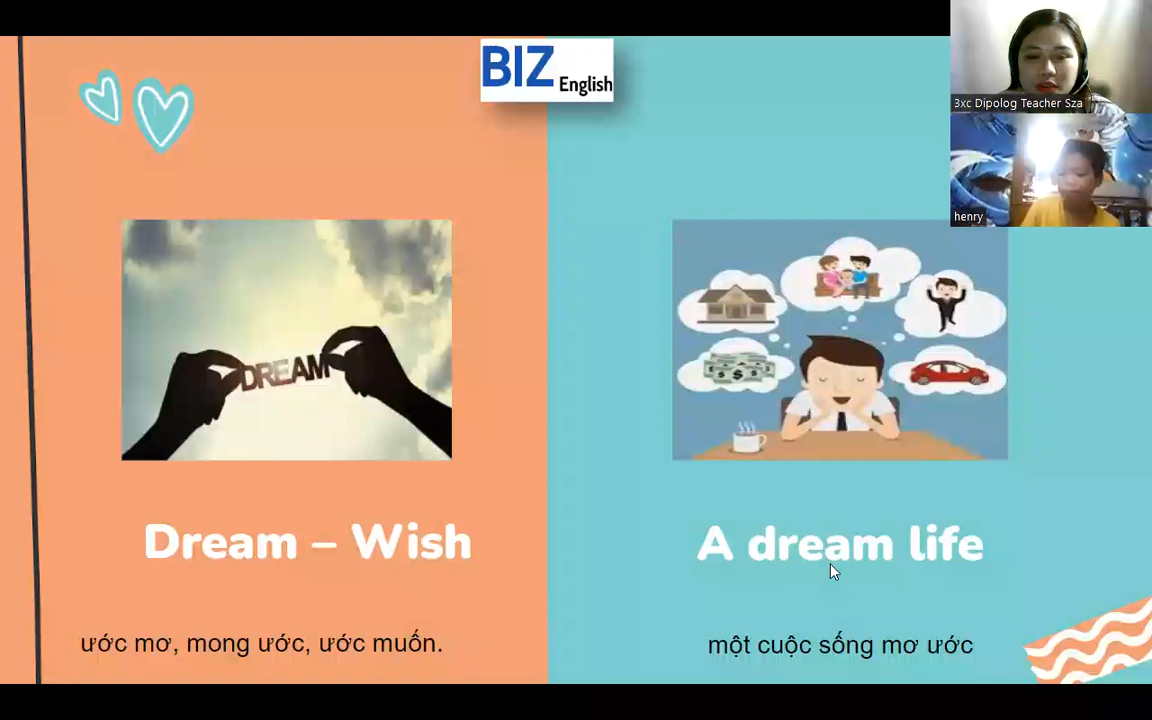 BIZ English
3xc Dipolog Teacher Sza
henry
DREAM
Dream – Wish
A dream life
ước mơ, mong ước, ước muốn.
một cuộc sống mơ ước